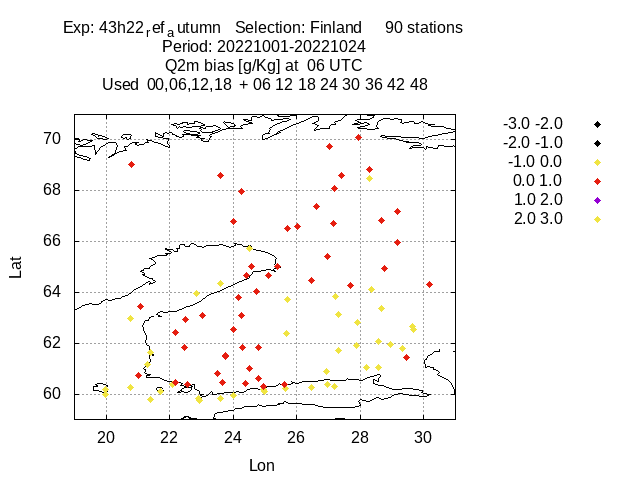 Exp: 43h22ref_autumn   Selection: Finland     90 stations
Period: 20221001-20221024
Q2m bias [g/Kg] at  06 UTC
Used  00,06,12,18  + 06 12 18 24 30 36 42 48
-3.0 -2.0
-2.0 -1.0
-1.0 0.0
0.0 1.0
1.0 2.0
2.0 3.0
70
68
66
64
62
60
Lat
20 22 24 26 28 30
Lon